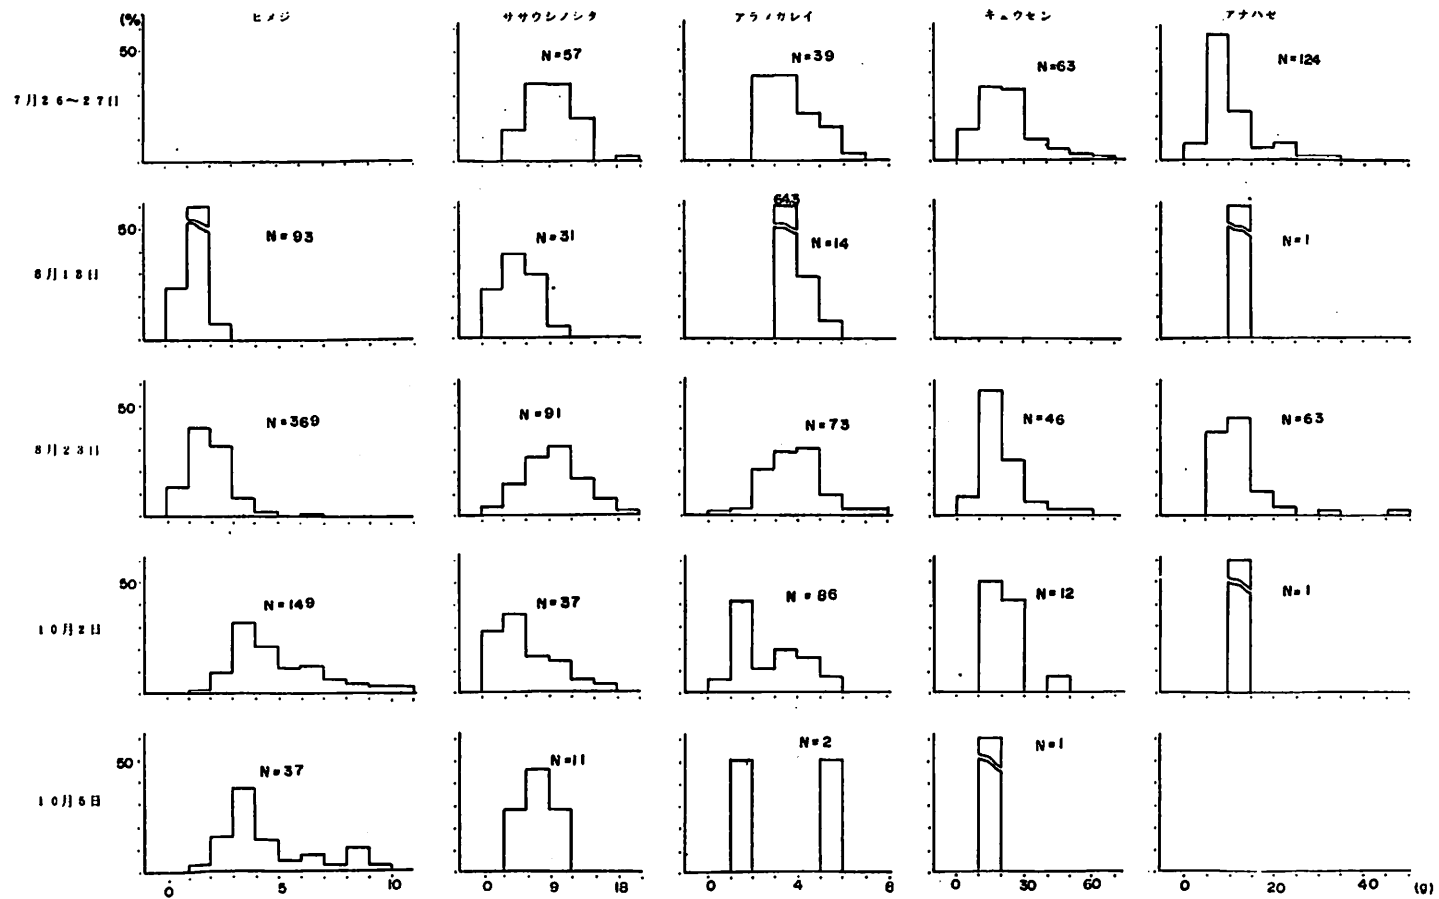 (%) ヒメジ ササウシノシタ アラメガレイ キュウセン アナハゼ
50
7月26~27日
N=57
N=39
N=63
N=124
643
50
8月18日
N=93
N=31
N=14
N=1
50
8月23日
N=369
N=91
N=73
N=46
N=63
50
10月2日
N=149
N=37
N=86
N=12
N=1
50
10月5日
N=37
N=11
N=2
N=1
0 5 10 0 9 18 0 4 8 0 30 60 0 20 40 (g)